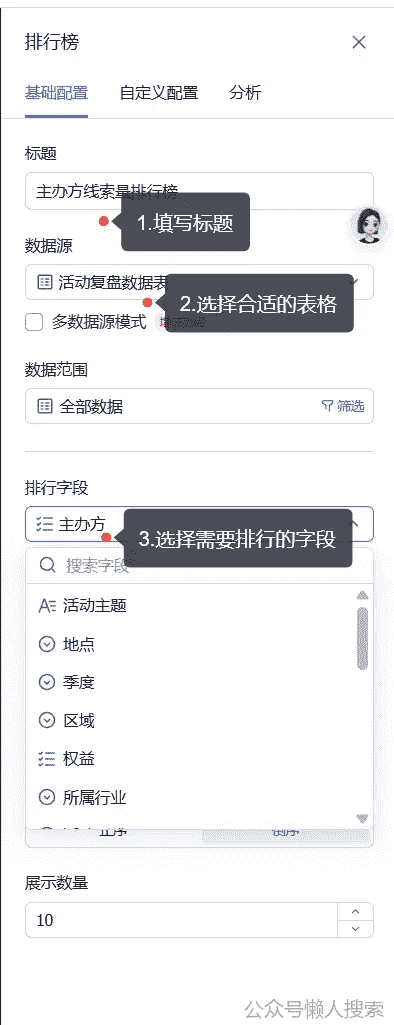 排行榜
基础配置 自定义配置 分析
标题
主办方线索量排行榜
1.填写标题
数据源
活动复盘数据表
2.选择合适的表格
多数据源模式
数据范围
全部数据 筛选
排行字段
主办方
3.选择需要排行的字段
搜索字段
活动主题
地点
季度
区域
权益
所属行业
正序 倒序
展示数量
10
公众号懒人搜索